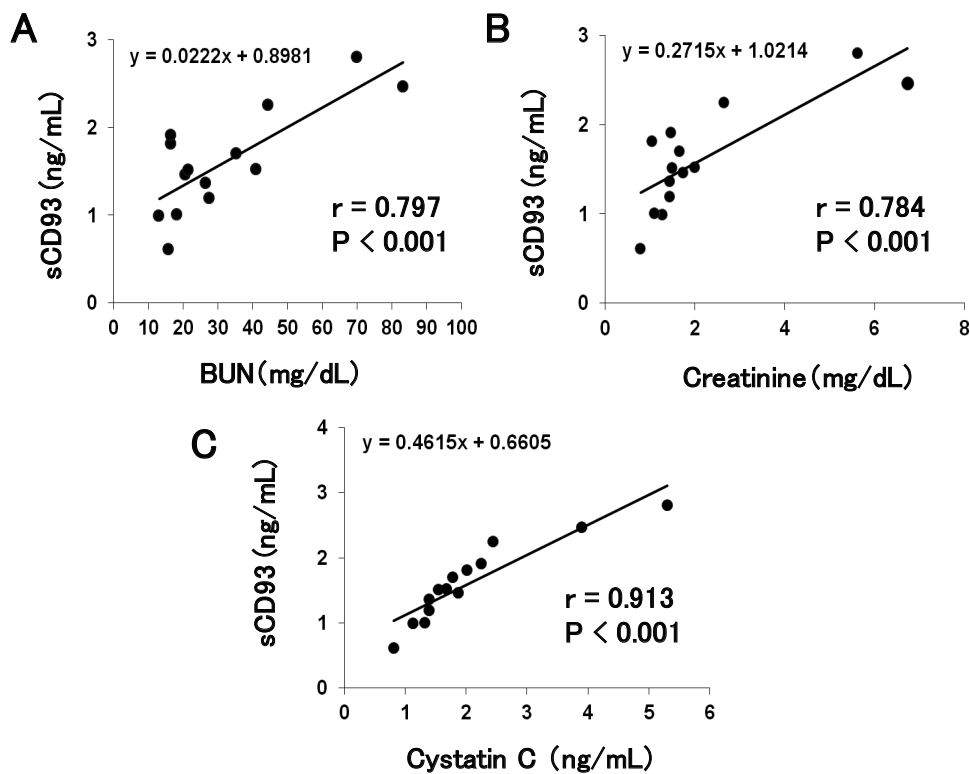 A
y = 0.0222x + 0.8981
3
2
1
0
sCD93 (ng/mL)
r = 0.797
P < 0.001
0 10 20 30 40 50 60 70 80 90 100
BUN (mg/dL)
B
y = 0.2715x + 1.0214
3
2
1
0
sCD93 (ng/mL)
r = 0.784
P < 0.001
0 2 4 6 8
Creatinine (mg/dL)
C
y = 0.4615x + 0.6605
4
3
2
1
0
sCD93 (ng/mL)
r = 0.913
P < 0.001
0 1 2 3 4 5 6
Cystatin C (ng/mL)